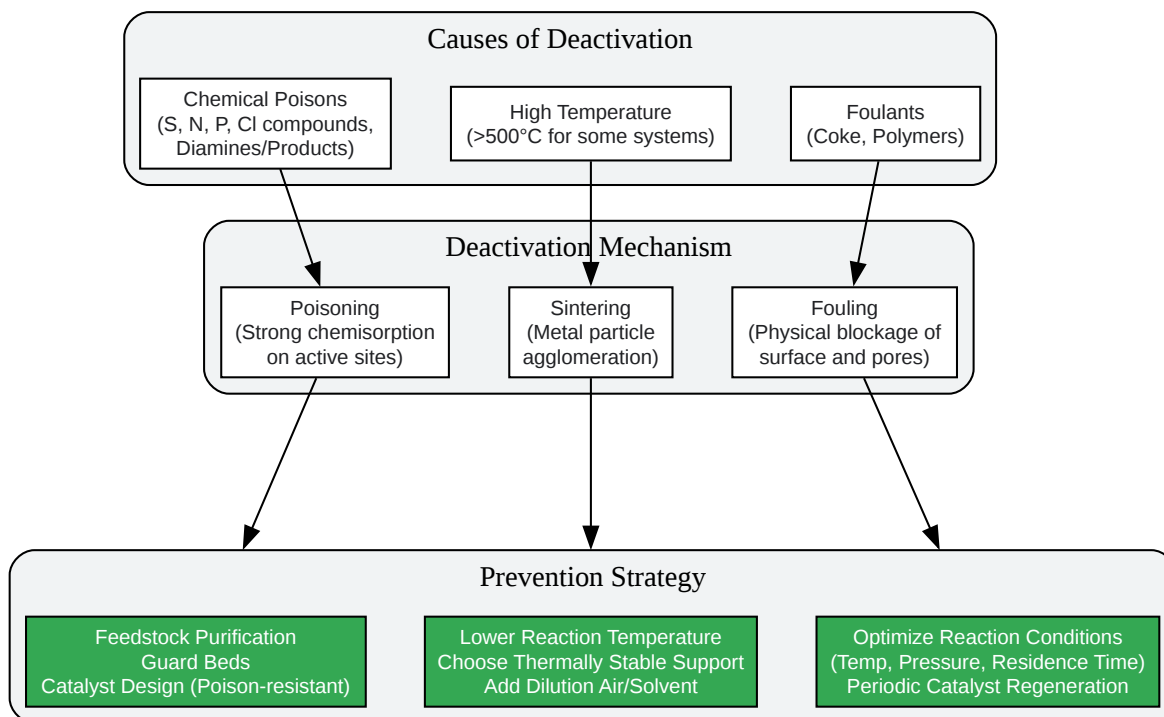 Causes of Deactivation
Chemical Poisons
(S, N, P, Cl compounds,
Diamines/Products)
High Temperature
(>500°C for some systems)
Foulants
(Coke, Polymers)
Deactivation Mechanism
Poisoning
(Strong chemisorption
on active sites)
Sintering
(Metal particle
agglomeration)
Fouling
(Physical blockage of
surface and pores)
Prevention Strategy
Feedstock Purification
Guard Beds
Catalyst Design (Poison-resistant)
Lower Reaction Temperature
Choose Thermally Stable Support
Add Dilution Air/Solvent
Optimize Reaction Conditions
(Temp, Pressure, Residence Time)
Periodic Catalyst Regeneration